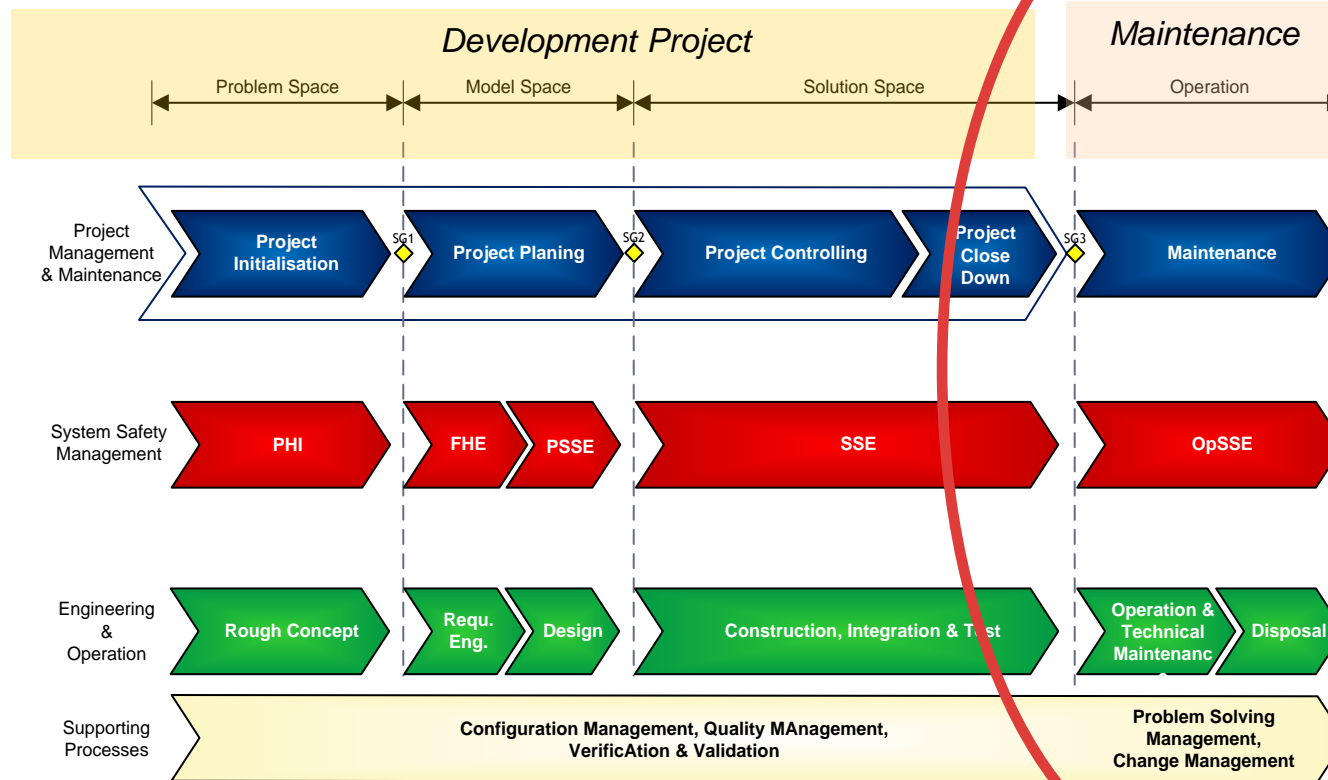 Development Project
Maintenance
Problem Space
Model Space
Solution Space
Operation
Project
Management
& Maintenance
Project
Initialisation
SG1
Project Planing
SG2
Project Controlling
Project
Close
Down
SG3
Maintenance
System Safety
Management
PHI
FHE
PSSE
SSE
OpSSE
Engineering
&
Operation
Rough Concept
Requ.
Eng.
Design
Construction, Integration & Test
Operation &
Technical
Maintenanc
Disposal
Supporting
Processes
Configuration Management, Quality MAnagement,
VerificAtion & Validation
Problem Solving
Management,
Change Management